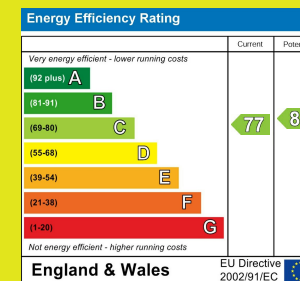 Energy Efficiency Rating
Current
Very energy efficient - lower running costs
(92 plus) A
(81-91) B
(69-80) C
77
(55-68) D
(39-54) E
(21-38) F
(1-20) G
Not energy efficient - higher running costs
England & Wales
EU Directive
2002/91/EC